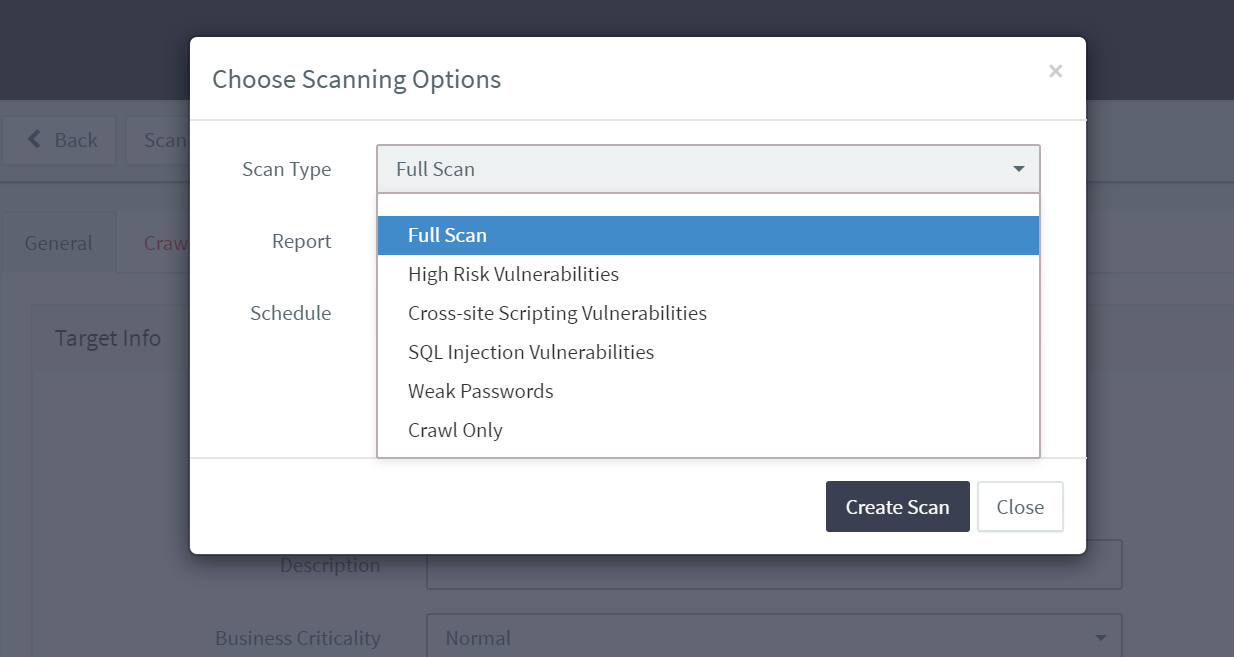 Choose Scanning Options
×
Back
Scan
Scan Type
Full Scan
Full Scan
High Risk Vulnerabilities
Cross-site Scripting Vulnerabilities
SQL Injection Vulnerabilities
Weak Passwords
Crawl Only
Report
Schedule
General
Craw
Target Info
Create Scan
Close
Description
Business Criticality
Normal